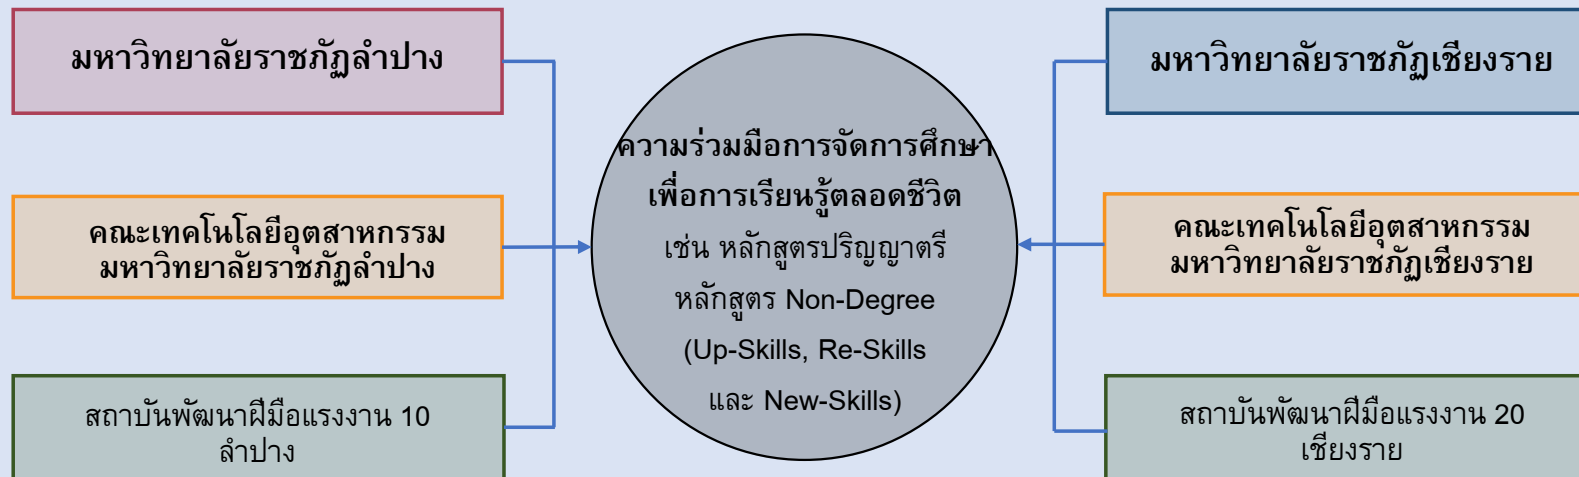 มหาวิทยาลัยราชภัฏลำปาง
คณะเทคโนโลยีอุตสาหกรรม
มหาวิทยาลัยราชภัฏลำปาง
สถาบันพัฒนาฝีมือแรงงาน 10
ลำปาง
ความร่วมมือการจัดการศึกษา
เพื่อการเรียนรู้ตลอดชีวิต
เช่น หลักสูตรปริญญาตรี
หลักสูตร Non-Degree
(Up-Skills, Re-Skills
และ New-Skills)
มหาวิทยาลัยราชภัฏเชียงราย
คณะเทคโนโลยีอุตสาหกรรม
มหาวิทยาลัยราชภัฏเชียงราย
สถาบันพัฒนาฝีมือแรงงาน 20
เชียงราย